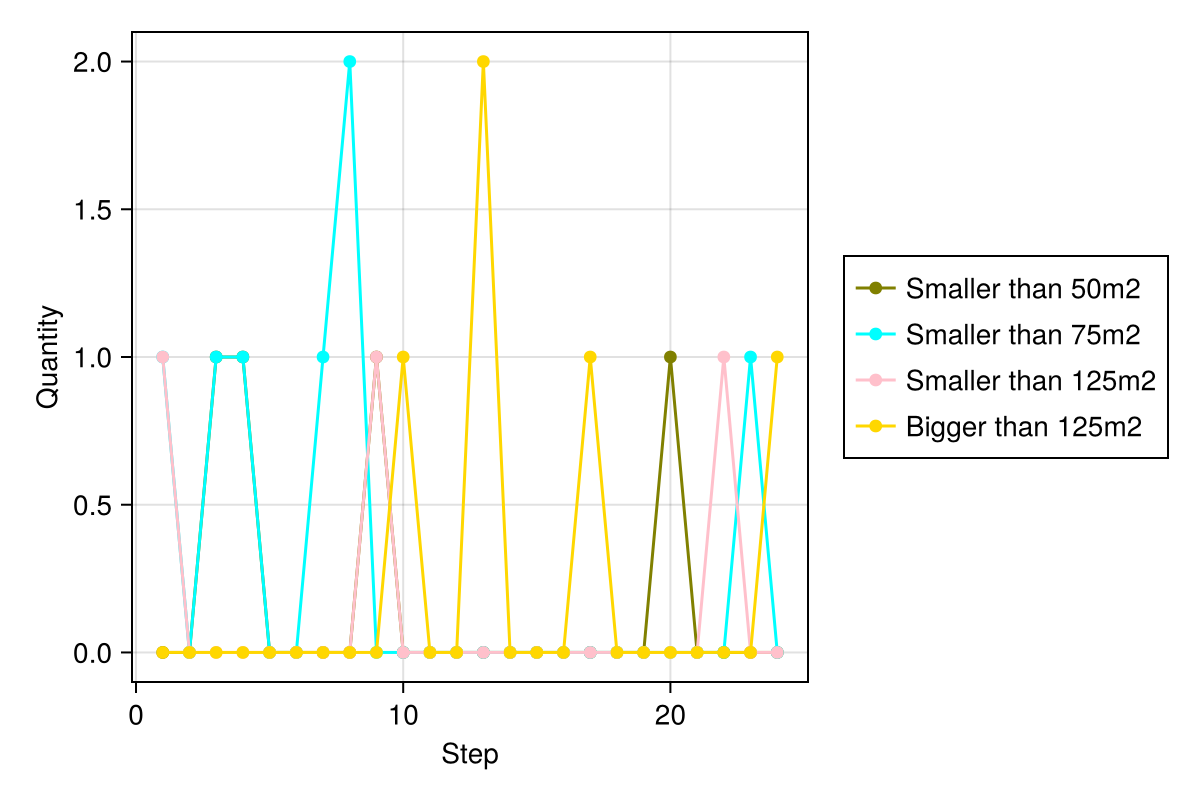 2.0
1.5
1.0
0.5
0.0
Quantity
0
10
20
Step
Smaller than 50m2
Smaller than 75m2
Smaller than 125m2
Bigger than 125m2